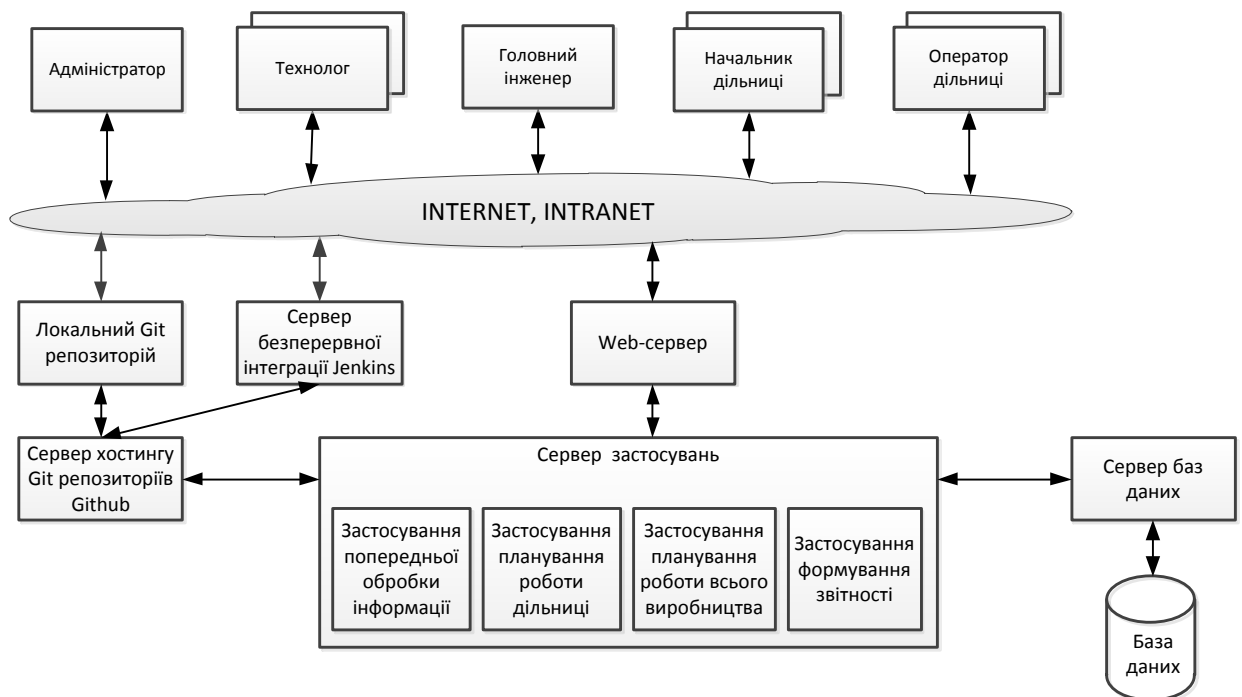 Адміністратор
Технолог
Головний
інженер
Начальник
дільниці
Оператор
дільниці
INTERNET, INTRANET
Локальний Git
репозиторій
Сервер
безперервної
інтеграції Jenkins
Web-сервер
Сервер хостингу
Git репозиторіїв
Github
Сервер застосувань
Застосування
попередньої
обробки
інформації
Застосування
планування
роботи
дільниці
Застосування
планування
роботи всього
виробництва
Застосування
формування
звітності
Сервер баз
даних
База
даних